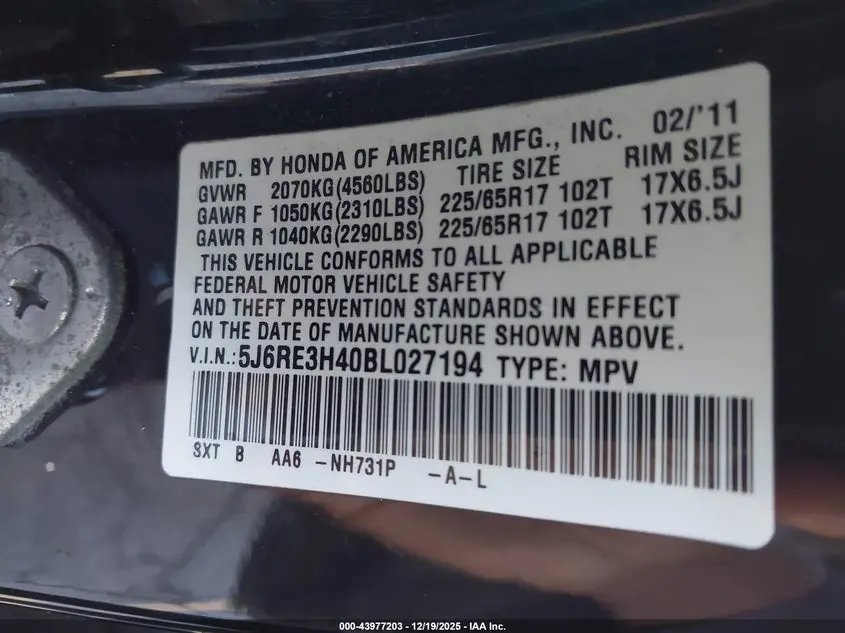 MFD. BY HONDA OF AMERICA MFG., INC. 02/'11
GVWR 2070KG(4560LBS) TIRE SIZE RIM SIZE
GAWR F 1050KG(2310LBS) 225/65R17 102T 17X6.5J
GAWR R 1040KG(2290LBS) 225/65R17 102T 17X6.5J
THIS VEHICLE CONFORMS TO ALL APPLICABLE
FEDERAL MOTOR VEHICLE SAFETY
AND THEFT PREVENTION STANDARDS IN EFFECT
ON THE DATE OF MANUFACTURE SHOWN ABOVE.
V.I.N.: 5J6RE3H40BL027194 TYPE: MPV
SXT B AA6 -NH731P -A-L
000-43977203 - 12/19/2025 - IAA Inc.